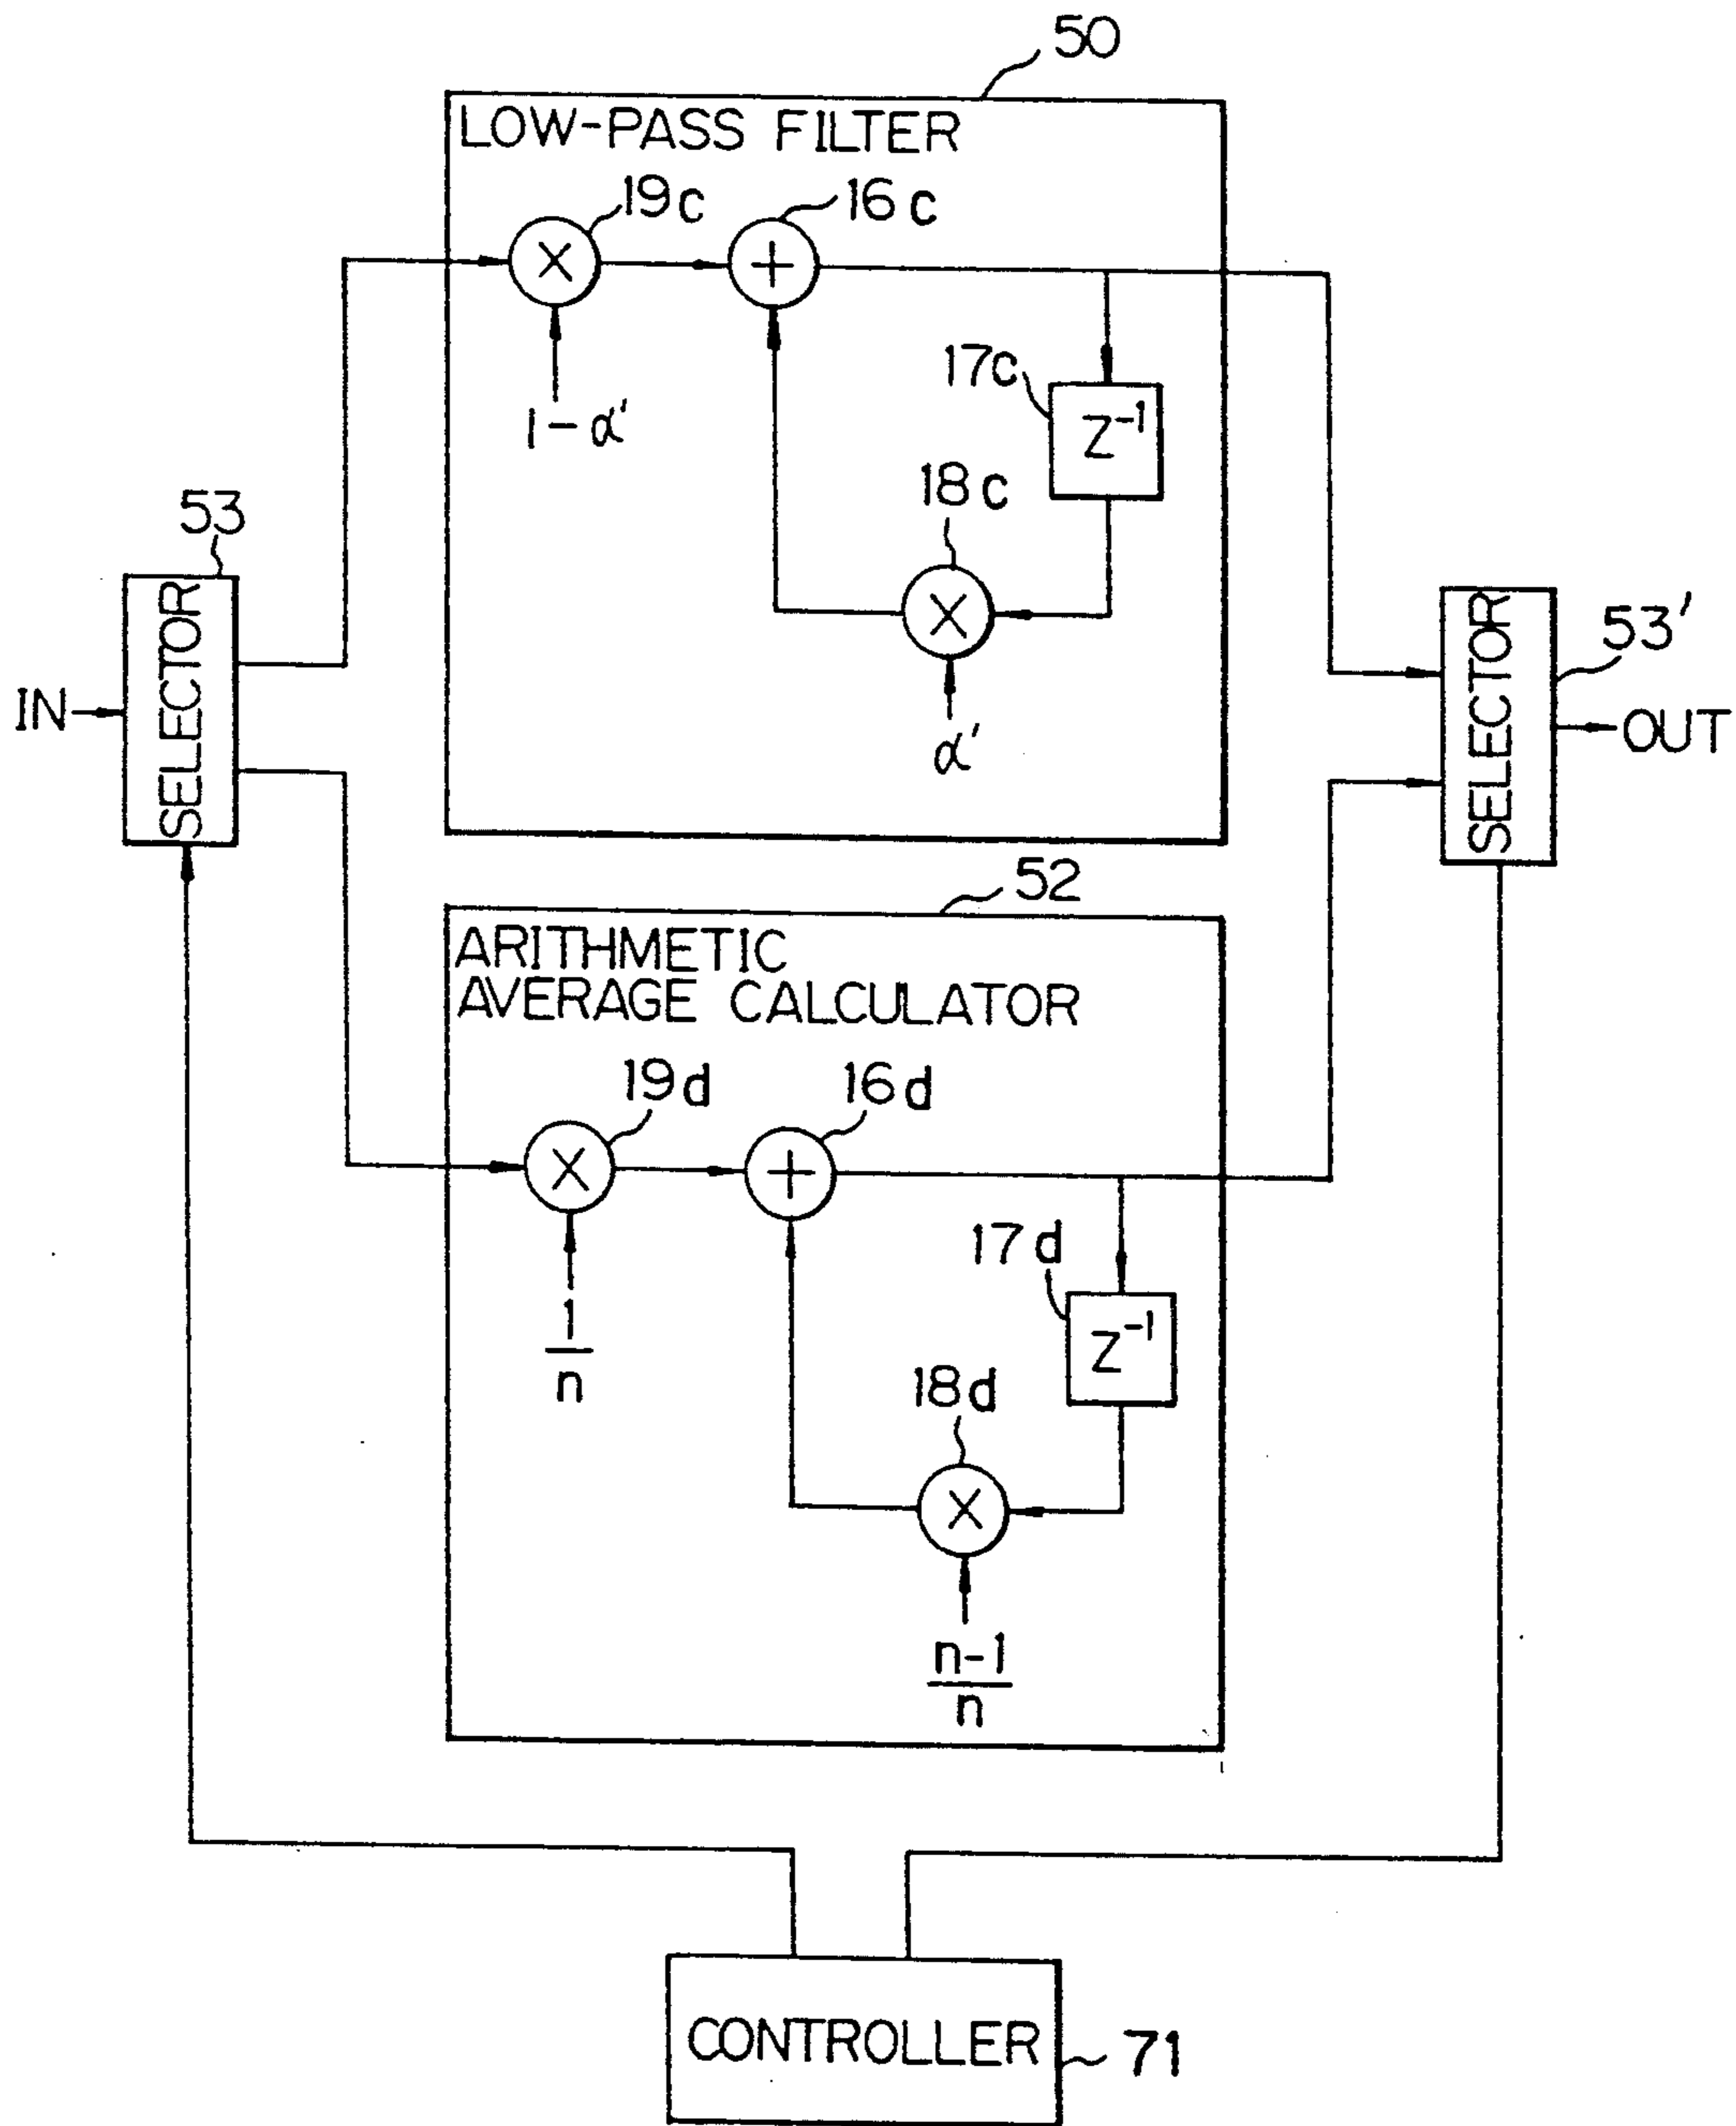 50
LOW-PASS FILTER
19c
16c
17c
Z⁻¹
1-α'
18c
53
SELECTOR
SELECTOR
53'
IN
OUT
α'
52
ARITHMETIC
AVERAGE CALCULATOR
19d
16d
17d
Z⁻¹
1
n
18d
n-1
n
CONTROLLER
71